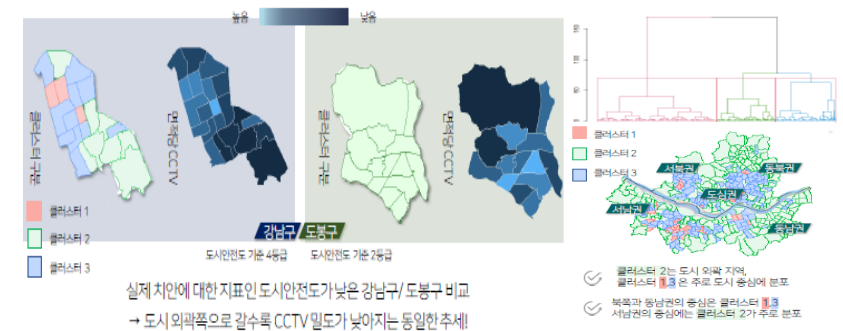 높음
낮음
클러스터 구분
면적당 CCTV
클러스터 구분
면적당 CCTV
클러스터 1
클러스터 2
클러스터 3
강남구 도봉구
도시안전도 기준 4등급
도시안전도 기준 2등급
실제 치안에 대한 지표인 도시안전도가 낮은 강남구/도봉구 비교
→ 도시 외곽쪽으로 갈수록 CCTV 밀도가 낮아지는 동일한 추세!
클러스터 1
클러스터 2
클러스터 3
서북권
동북권
도심권
서남권
동남권
클러스터 2는 도시 외곽 지역,
클러스터 1,3 은 주로 도시 중심에 분포
북쪽과 동남권의 중심은 클러스터 1,3
서남권의 중심에는 클러스터 2가 주로 분포